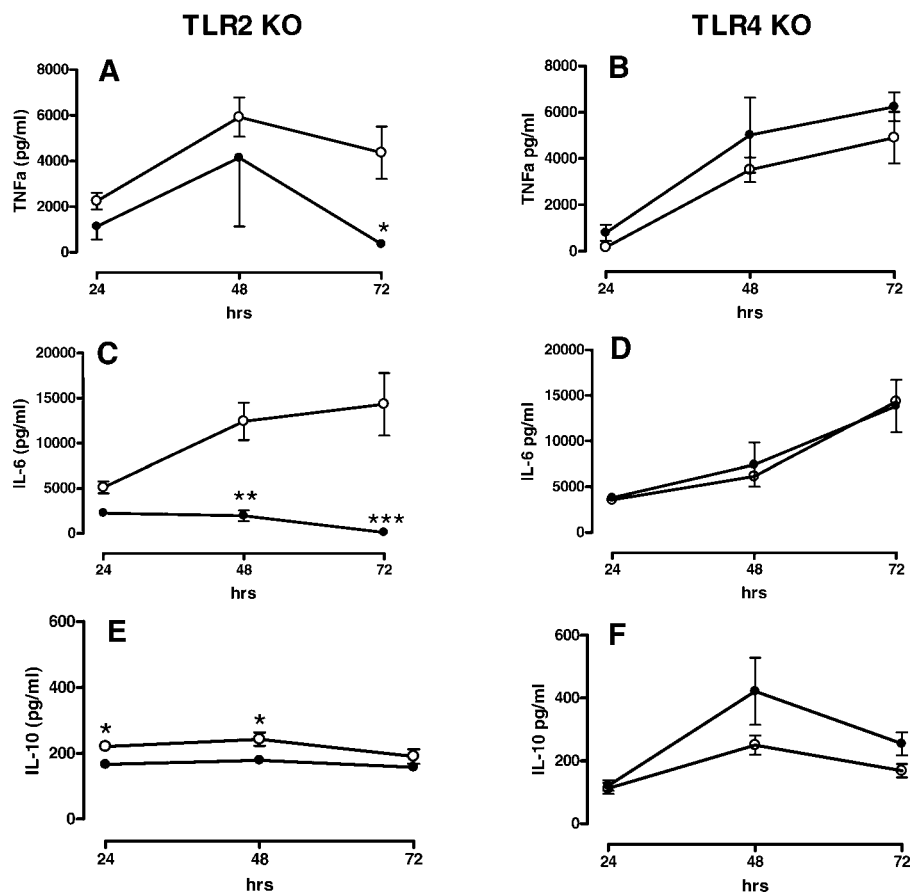 TLR2 KO
TLR4 KO
A
TNFa (pg/ml)
8000
6000
4000
2000
0
*
24 48 72
hrs
B
TNFa pg/ml
8000
6000
4000
2000
0
24 48 72
hrs
C
IL-6 (pg/ml)
20000
15000
10000
5000
0
**
***
24 48 72
hrs
D
IL-6 pg/ml
20000
15000
10000
5000
0
24 48 72
hrs
E
IL-10 (pg/ml)
600
400
200
0
*
*
24 48 72
hrs
F
IL-10 pg/ml
600
400
200
0
24 48 72
hrs